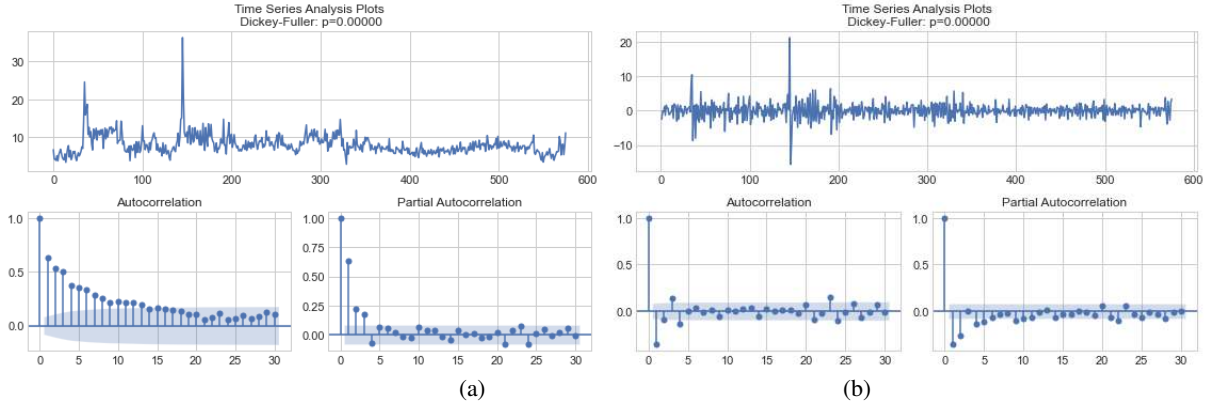 Time Series Analysis Plots
Dickey-Fuller: p=0.00000
30
20
10
0 100 200 300 400 500 600
Autocorrelation
1.0
0.5
0.0
0 5 10 15 20 25 30
Partial Autocorrelation
1.00
0.75
0.50
0.25
0.00
0 5 10 15 20 25 30
(a)
Time Series Analysis Plots
Dickey-Fuller: p=0.00000
20
10
0
−10
0 100 200 300 400 500 600
Autocorrelation
1.0
0.5
0.0
0 5 10 15 20 25 30
Partial Autocorrelation
1.0
0.5
0.0
0 5 10 15 20 25 30
(b)